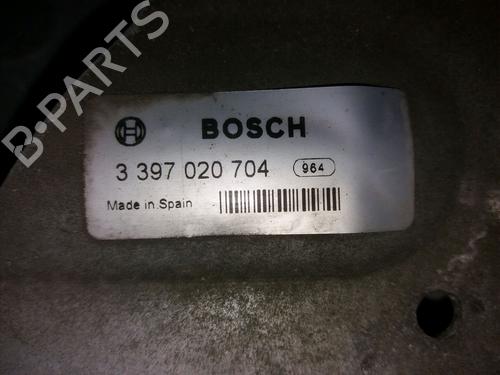 B-PARTS
BOSCH
3 397 020 704 964
Made in Spain